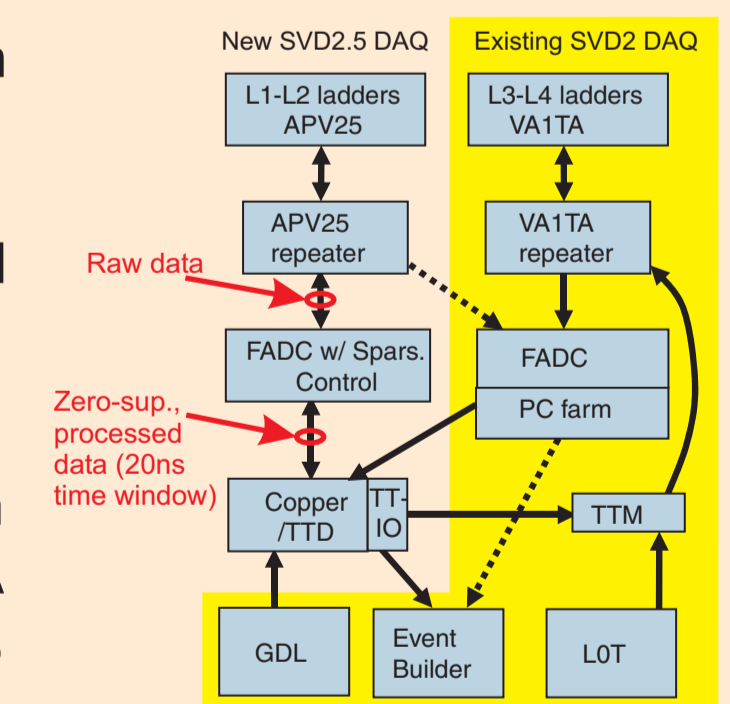 New SVD2.5 DAQ
Existing SVD2 DAQ
L1-L2 ladders
APV25
L3-L4 ladders
VA1TA
APV25
repeater
VA1TA
repeater
Raw data
FADC w/ Spars.
Control
FADC
PC farm
Zero-sup.,
processed
data (20ns
time window)
Copper
/TTD
TT-
IO
TTM
GDL
Event
Builder
L0T